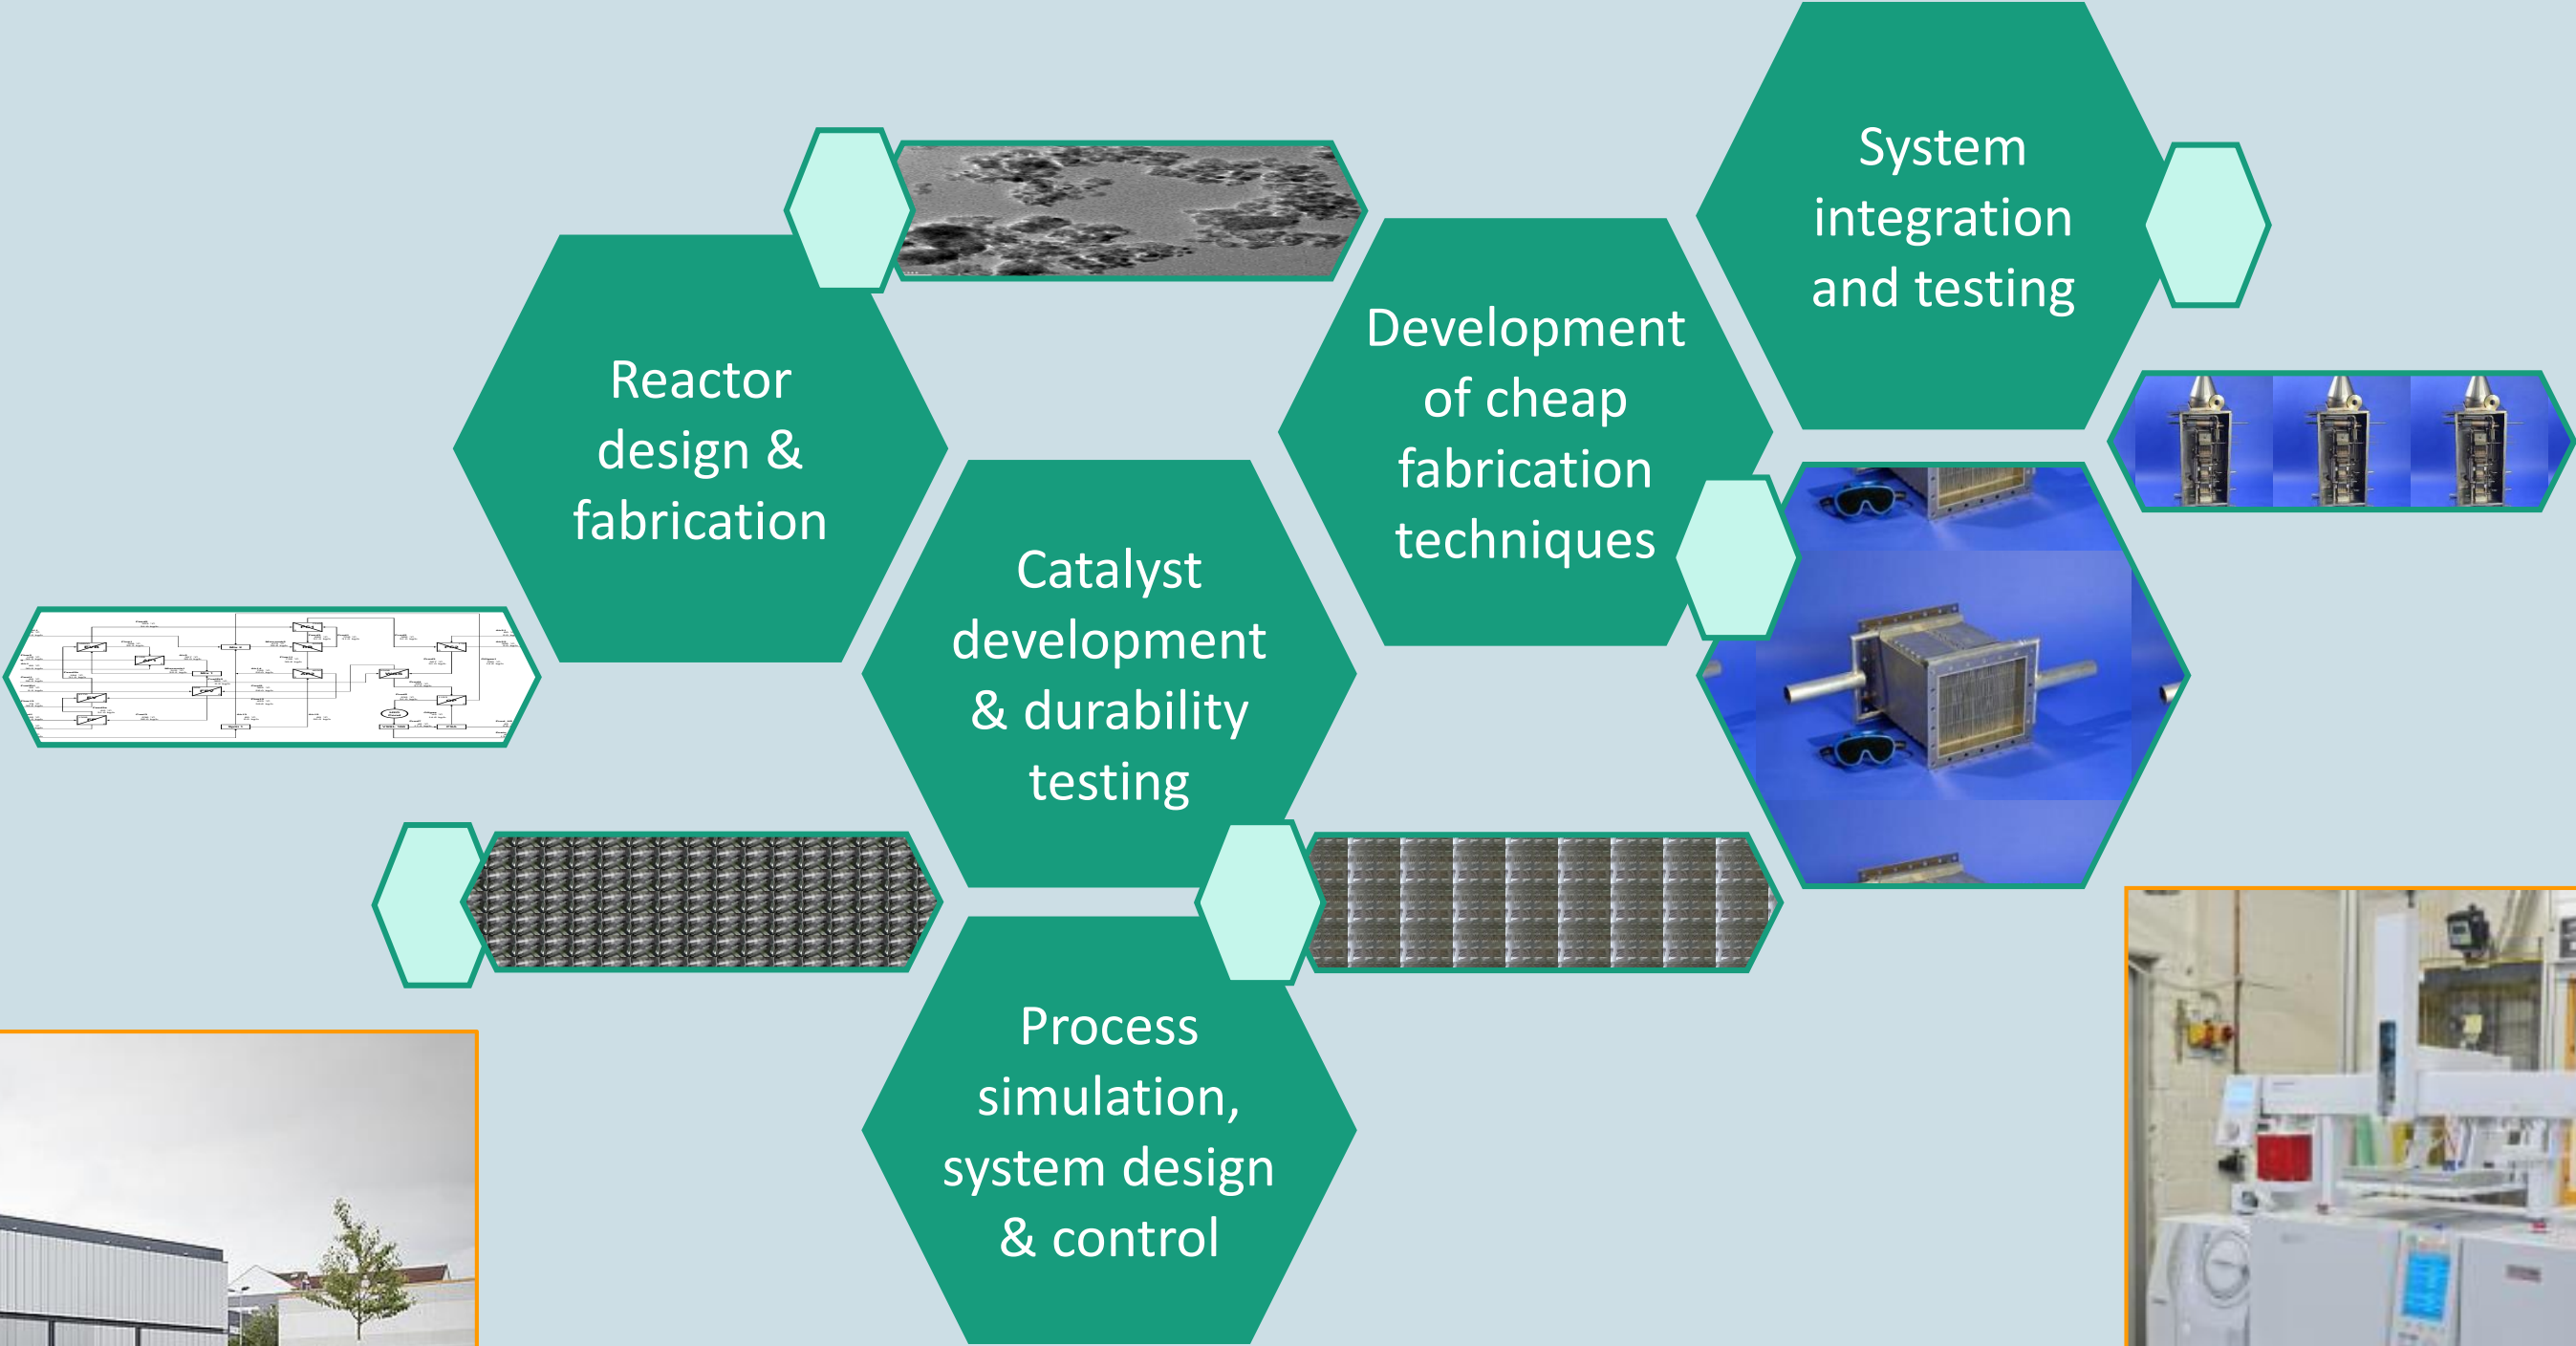 System
integration
and testing
Development
of cheap
fabrication
techniques
Reactor
design &
fabrication
Catalyst
development
& durability
testing
Process
simulation,
system design
& control